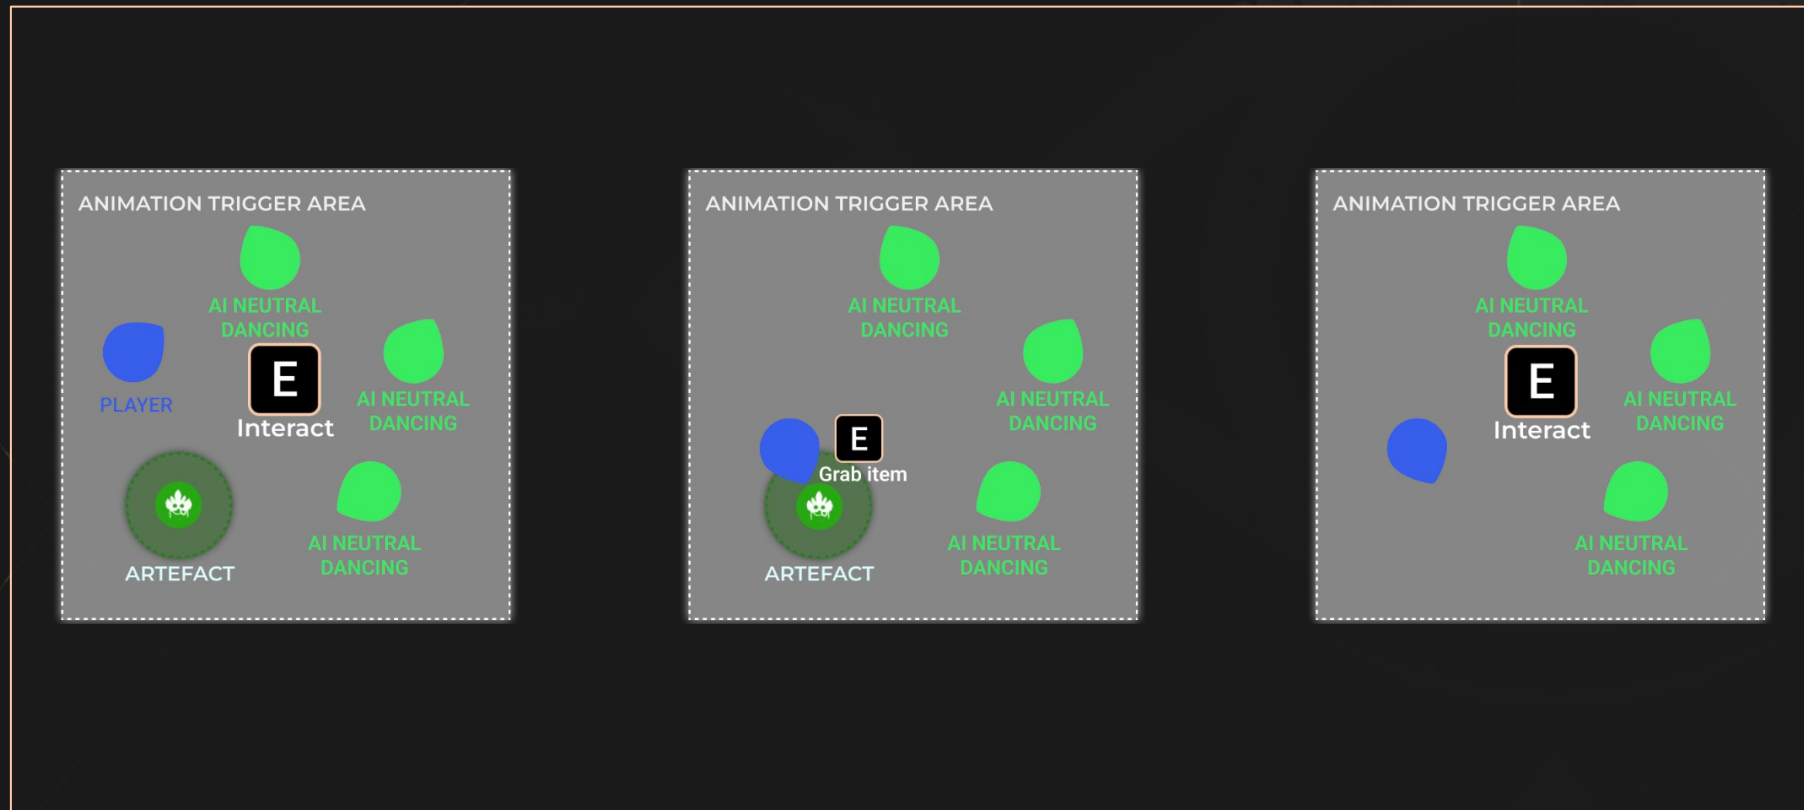 ANIMATION TRIGGER AREA
AI NEUTRAL
DANCING
PLAYER
E
Interact
AI NEUTRAL
DANCING
ARTEFACT
AI NEUTRAL
DANCING
ANIMATION TRIGGER AREA
AI NEUTRAL
DANCING
AI NEUTRAL
DANCING
E
Grab item
ARTEFACT
AI NEUTRAL
DANCING
ANIMATION TRIGGER AREA
AI NEUTRAL
DANCING
E
Interact
AI NEUTRAL
DANCING
AI NEUTRAL
DANCING